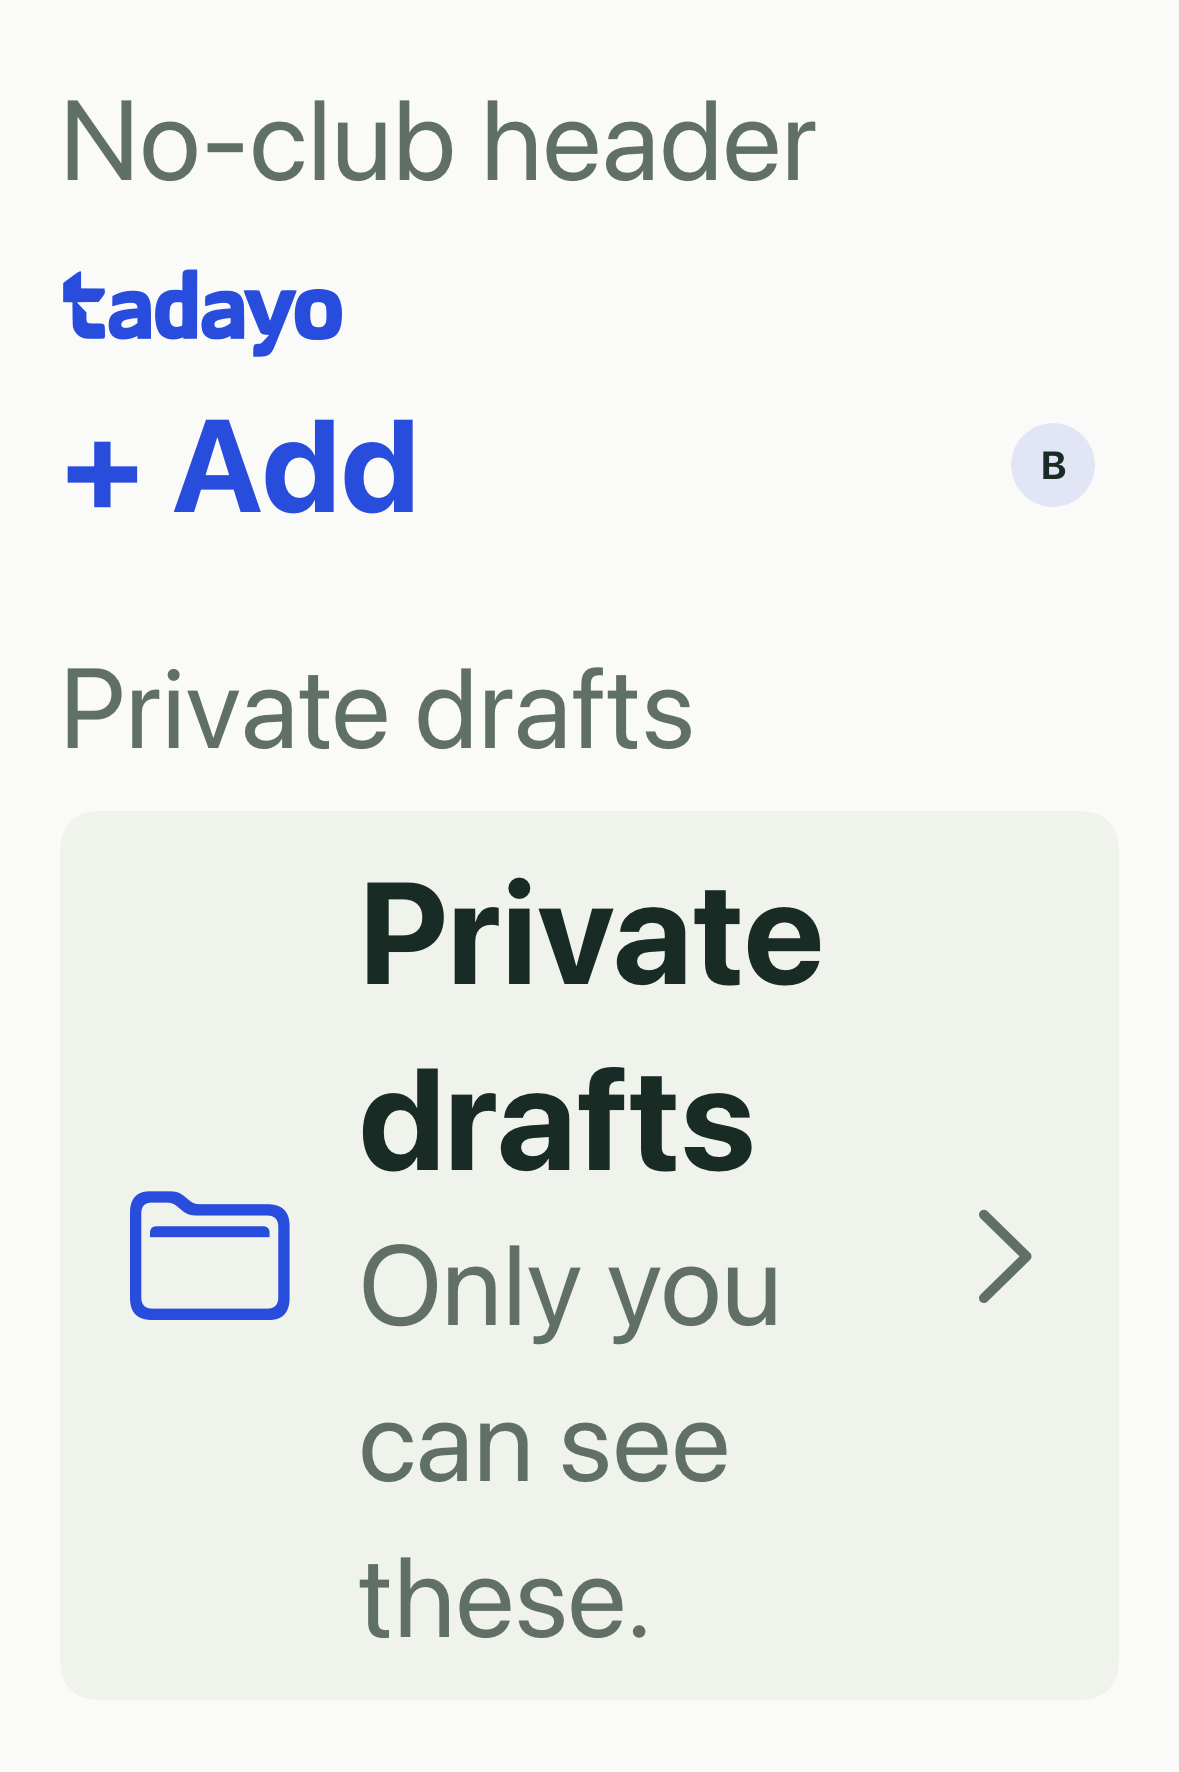 No-club header
tadayo
+ Add
B
Private drafts
Private
drafts
Only you
can see
these.